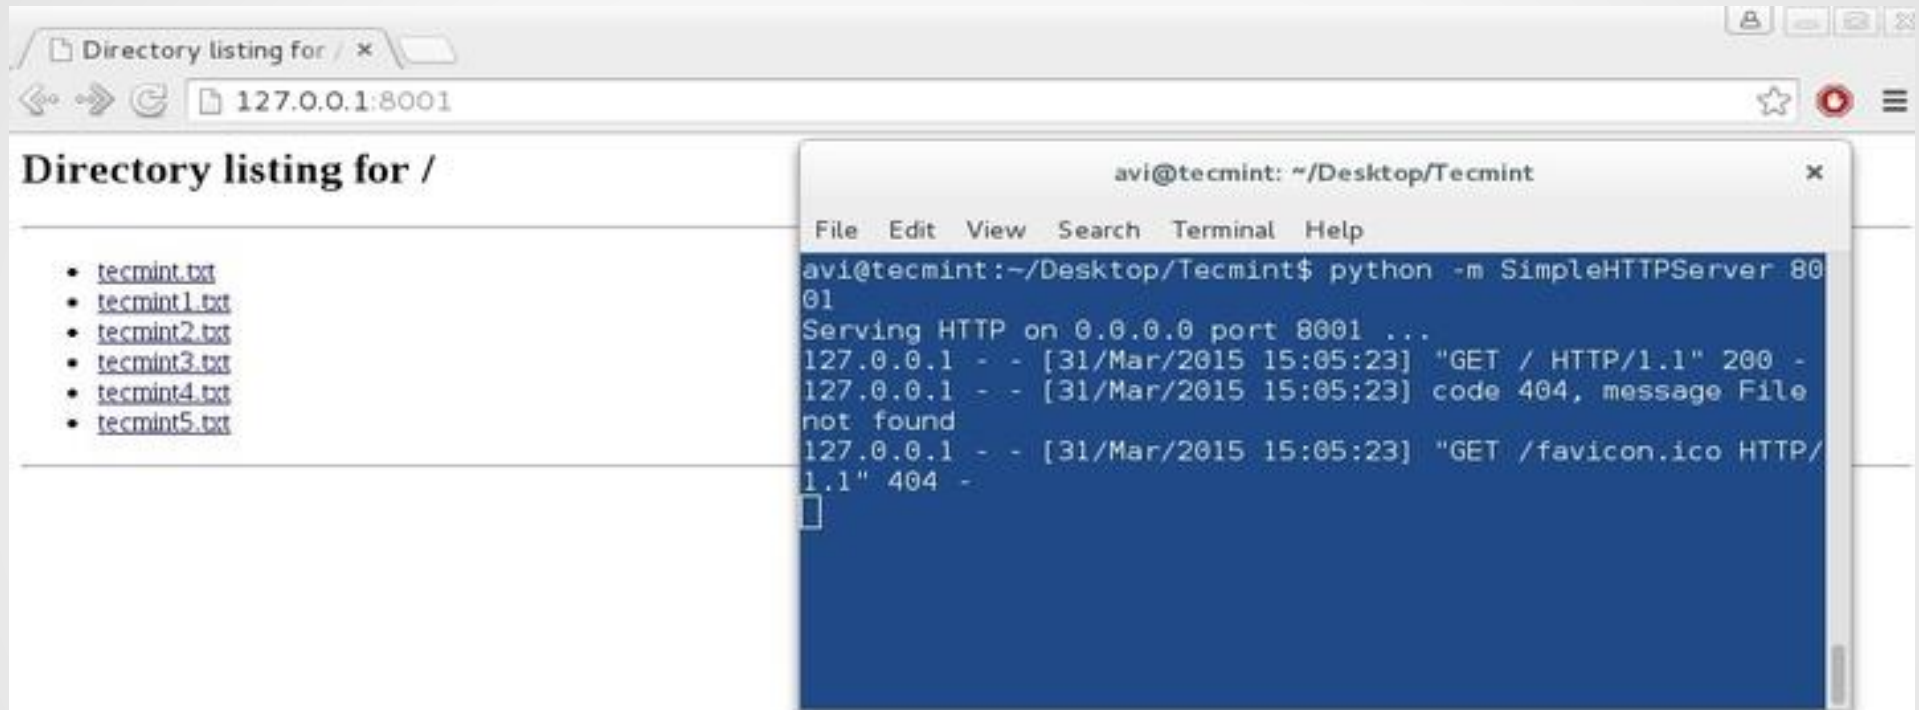 Directory listing for /
127.0.0.1:8001
Directory listing for /
tecmint.txt
tecmint1.txt
tecmint2.txt
tecmint3.txt
tecmint4.txt
tecmint5.txt
avi@tecmint: ~/Desktop/Tecmint
File Edit View Search Terminal Help
avi@tecmint:~/Desktop/Tecmint$ python -m SimpleHTTPServer 80
01
Serving HTTP on 0.0.0.0 port 8001 ...
127.0.0.1 - - [31/Mar/2015 15:05:23] "GET / HTTP/1.1" 200 -
127.0.0.1 - - [31/Mar/2015 15:05:23] code 404, message File
not found
127.0.0.1 - - [31/Mar/2015 15:05:23] "GET /favicon.ico HTTP/
1.1" 404 -